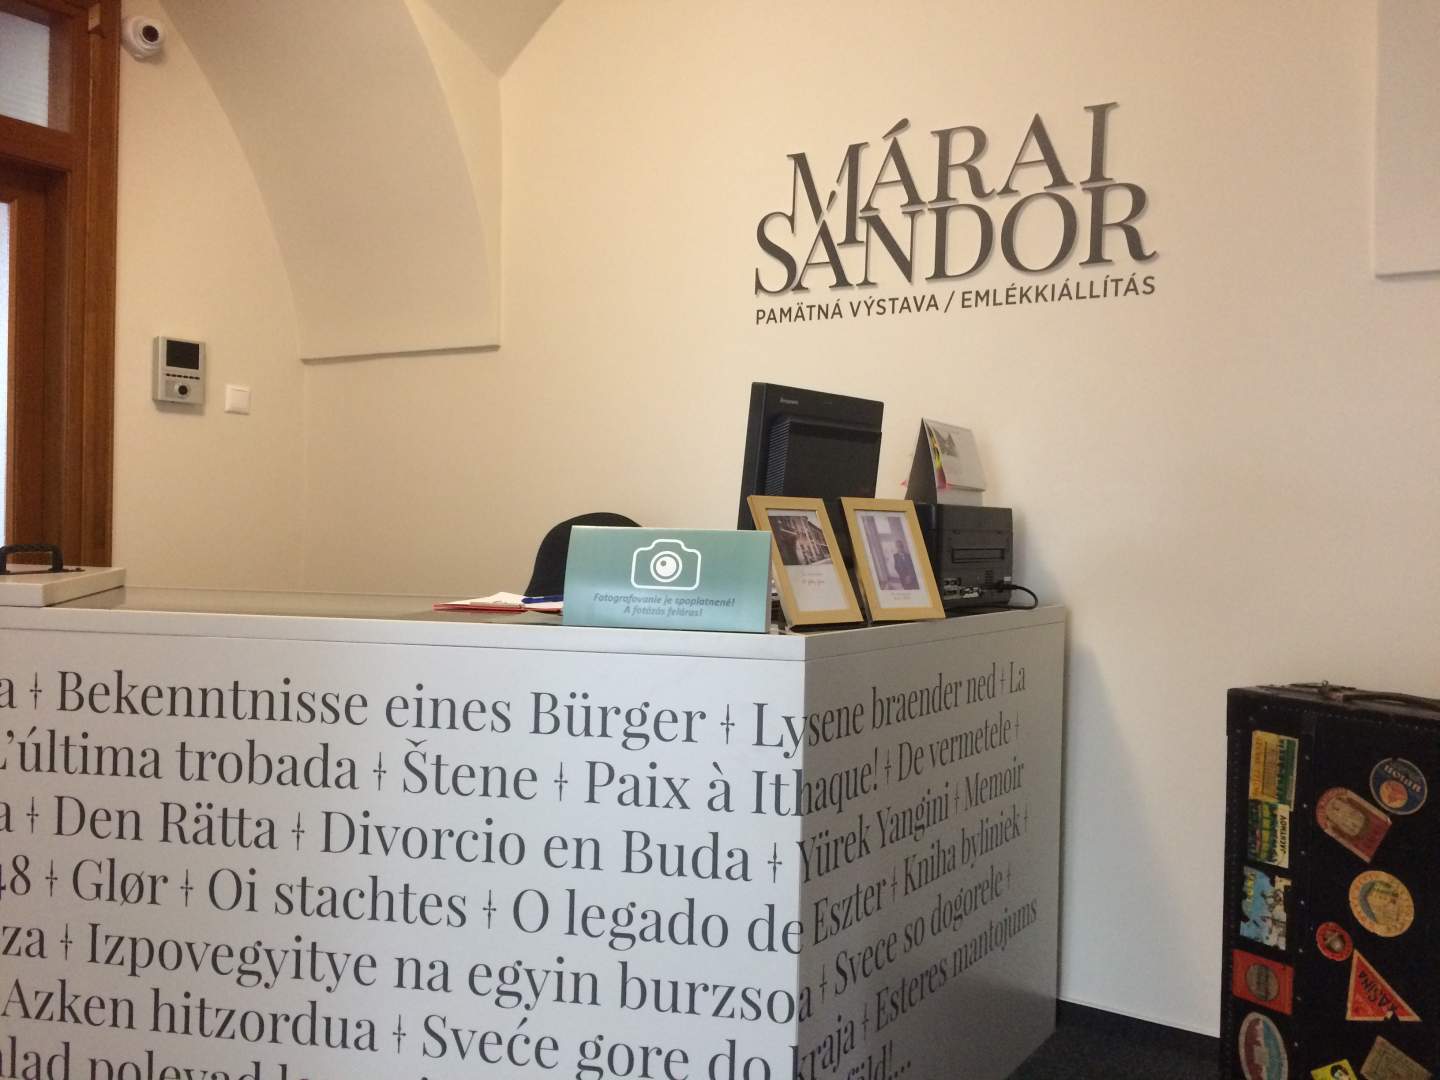 MÁRAI
SÁNDOR
PAMÄTNÁ VÝSTAVA / EMLÉKKIÁLLÍTÁS
Fotografovanie je spoplatnené!
A fotózás feláras!
a ‡ Bekenntnisse eines Bürger ‡ Lysene braender ned ‡ La
L'última trobada ‡ Štene ‡ Paix à Ithaque! ‡ De vermetele ‡
a ‡ Den Rätta ‡ Divorcio en Buda ‡ Yürek Yangini ‡ Memoir
48 ‡ Glør ‡ Oi stachtes ‡ O legado de Eszter ‡ Kniha byliniek ‡
za ‡ Izpovegyitye na egyin burzsoa ‡ Svece so dogorele ‡
Azken hitzordua ‡ Sveće gore do kraja ‡ Esteres mantojums